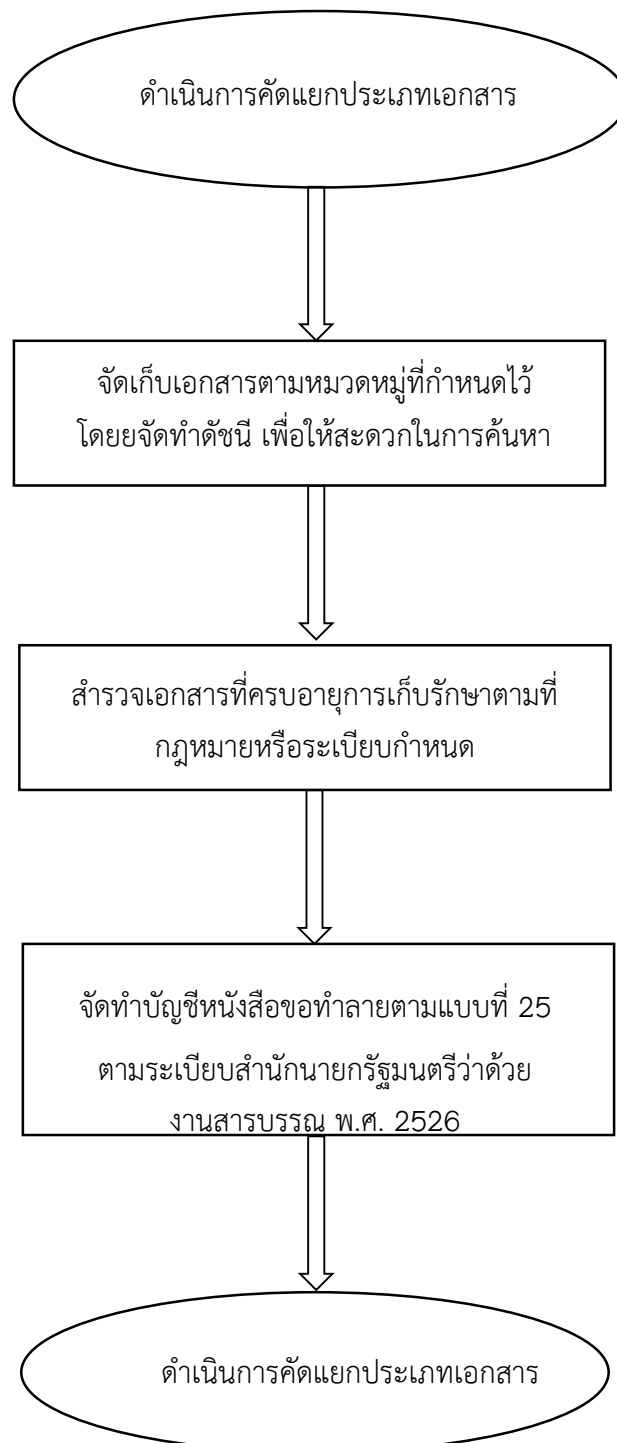 ดำเนินการคัดแยกประเภทเอกสาร
จัดเก็บเอกสารตามหมวดหมู่ที่กำหนดไว้
โดยยจัดทำดัชนี เพื่อให้สะดวกในการค้นหา
สำรวจเอกสารที่ครบอายุการเก็บรักษาตามที่
กฎหมายหรือระเบียบกำหนด
จัดทำบัญชีหนังสือขอทำลายตามแบบที่ 25
ตามระเบียบสำนักนายกรัฐมนตรีว่าด้วย
งานสารบรรณ พ.ศ. 2526
ดำเนินการคัดแยกประเภทเอกสาร